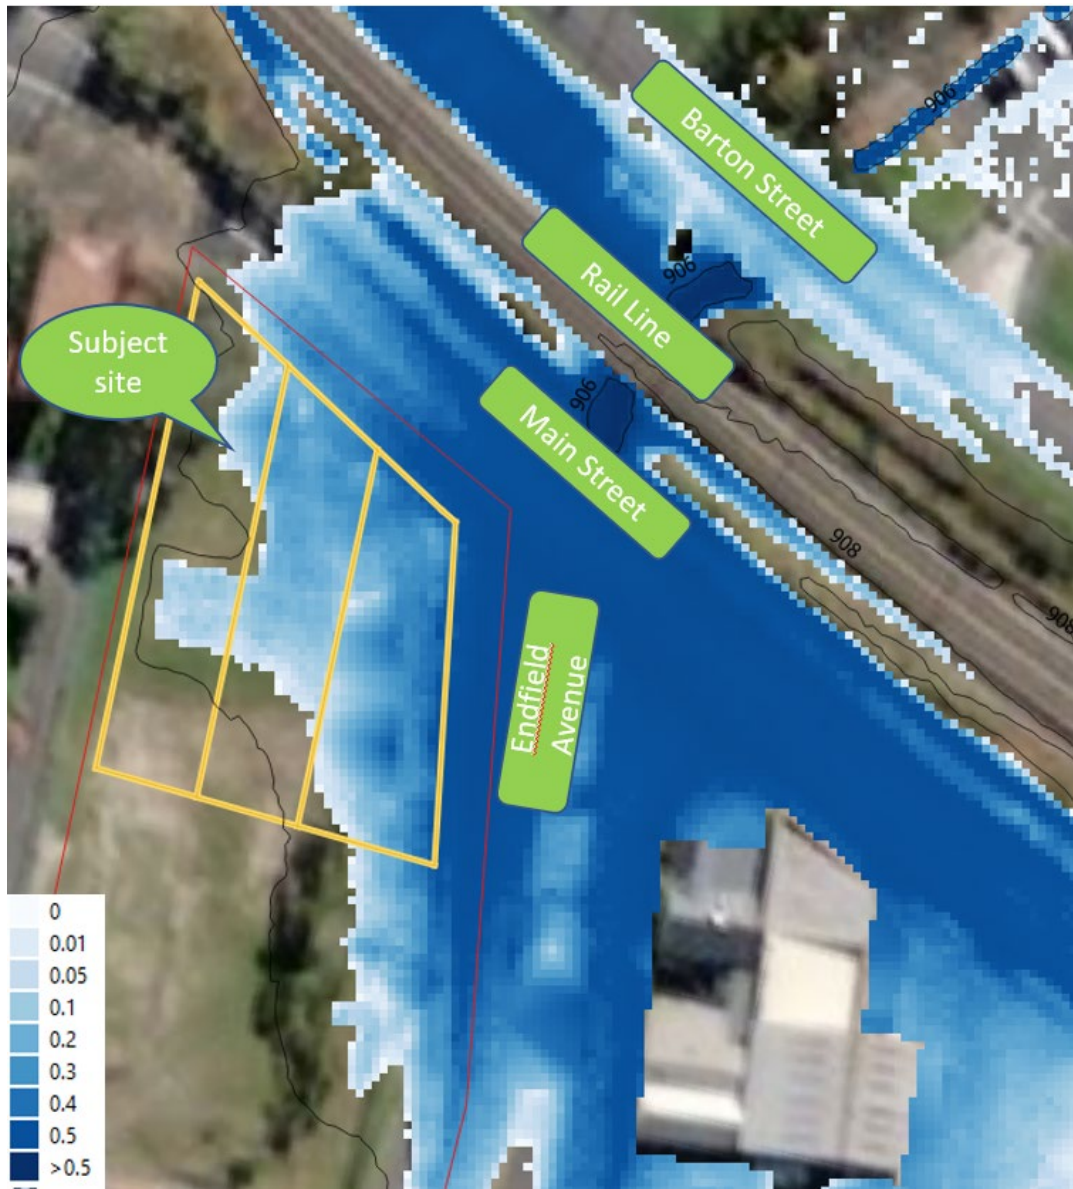 906
Barton Street
906
Rail Line
Subject
site
906
Main Street
908
908
Endfield
Avenue
0
0.01
0.05
0.1
0.2
0.3
0.4
0.5
>0.5